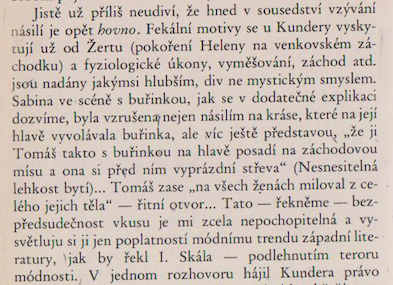 Jistě už příliš neudiví, že hned v sousedství vzývání
násilí je opět hovno. Fekální motivy se u Kundery vysky-
tují už od Žertu (pokoření Heleny na venkovském zá-
chodku) a fyziologické úkony, vyměšování, záchod atd.
jsou nadány jakýmsi hlubším, div ne mystickým smyslem.
Sabina ve scéně s buřinkou, jak se v dodatečné explikaci
dozvíme, byla vzrušena nejen násilím na kráse, které na její
hlavě vyvolávala buřinka, ale víc ještě představou, „že ji
Tomáš takto s buřinkou na hlavě posadí na záchodovou
mísu a ona si před ním vyprázdní střeva“ (Nesnesitelná
lehkost bytí)... Tomáš zase „na všech ženách miloval z ce-
lého jejich těla“ — řitní otvor... Tato — řekněme — bez-
předsudečnost vkusu je mi zcela nepochopitelná a vy-
světluji si ji jen poplatností módnímu trendu západní lite-
ratury, jak by řekl I. Skála — podlehnutím teroru
módnosti. V jednom rozhovoru hájil Kundera právo